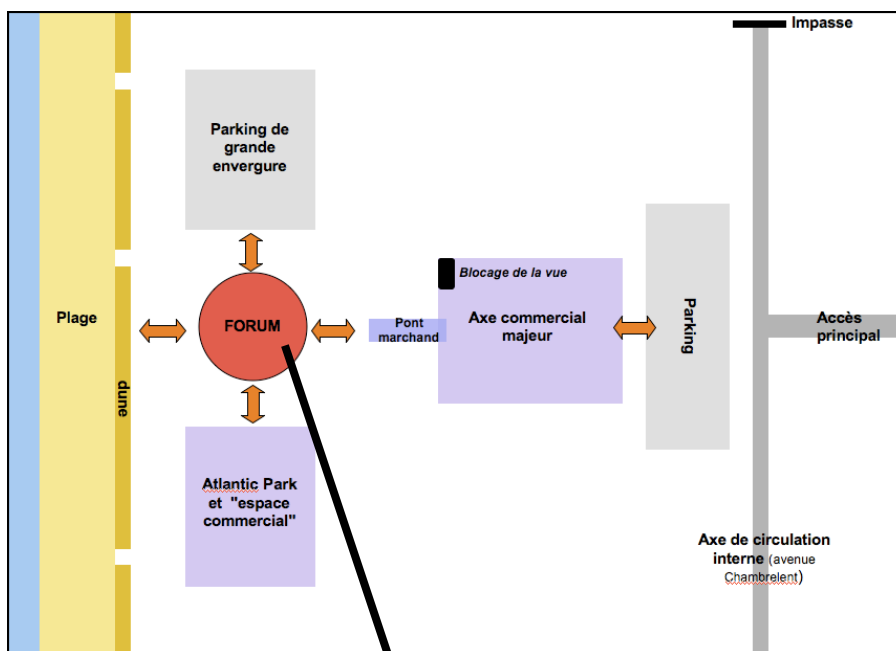 Impasse
Parking de
grande
envergure
Blocage de la vue
Plage
FORUM
Pont
marchand
Axe commercial
majeur
Parking
Accès
principal
dune
Atlantic Park
et "espace
commercial"
Axe de circulation
interne (avenue
Chambrelent)